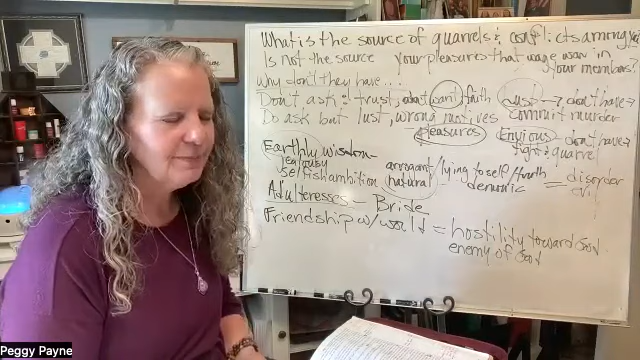 What is the source of quarrels & conflicts among you?
Is not the source your pleasures that wage war in your members?
Why don't they have...
Don't ask : trust, want faith Lust → don't have →
Do ask but lust, wrong motives commit murder
pleasures Envious don't have →
fight & quarrel
Earthly wisdom -
jealousy
selfish ambition
arrogant / lying to self / truth
natural demonic = disorder
evil
Adulteresses - Bride
Friendship w/ world = hostility toward God
enemy of God
Peggy Payne